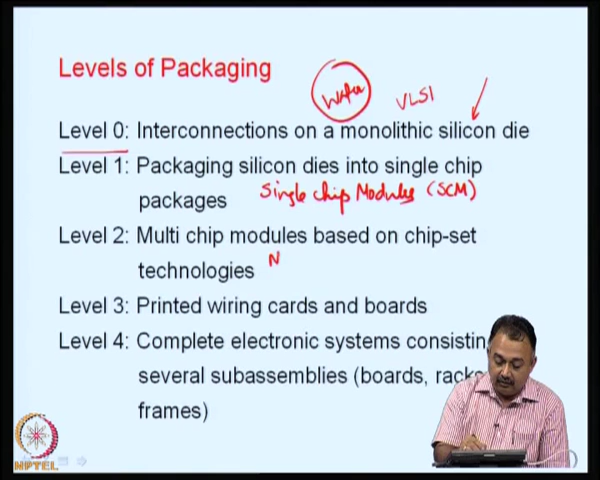 Levels of Packaging
Wafer
VLSI
Level 0: Interconnections on a monolithic silicon die
Level 1: Packaging silicon dies into single chip
packages
Single Chip Modules (SCM)
Level 2: Multi chip modules based on chip-set
technologies
N
Level 3: Printed wiring cards and boards
Level 4: Complete electronic systems
several subassemblies (boards,
frames)
NPTEL